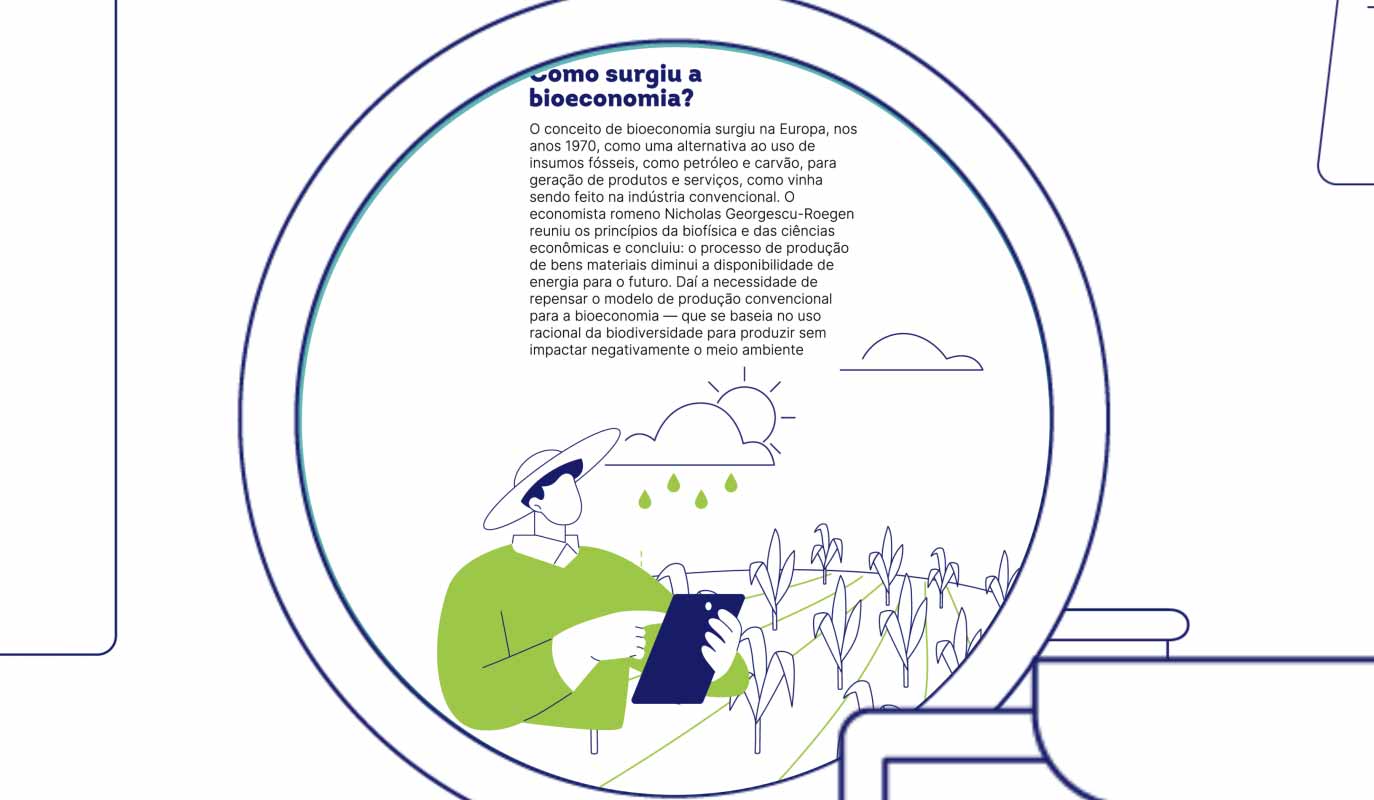 Como surgiu a
bioeconomia?
O conceito de bioeconomia surgiu na Europa, nos
anos 1970, como uma alternativa ao uso de
insumos fósseis, como petróleo e carvão, para
geração de produtos e serviços, como vinha
sendo feito na indústria convencional. O
economista romeno Nicholas Georgescu-Roegen
reuniu os princípios da biofísica e das ciências
econômicas e concluiu: o processo de produção
de bens materiais diminui a disponibilidade de
energia para o futuro. Daí a necessidade de
repensar o modelo de produção convencional
para a bioeconomia — que se baseia no uso
racional da biodiversidade para produzir sem
impactar negativamente o meio ambiente